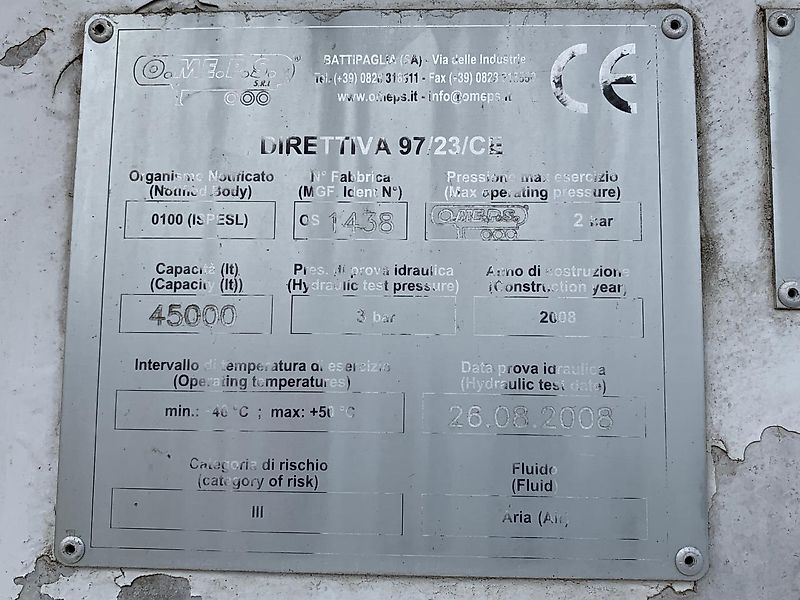 O.ME.P.S. ®
S.R.L.
BATTIPAGLIA (SA) - Via delle Industrie
Tel. (+39) 0828 - Fax (+39) 0828
www.omeps.it - info@omeps.it
CE
DIRETTIVA 97/23/CE
Organismo Notificato
(Notified Body)
0100 (ISPESL)
N° Fabbrica
(MGF. Ident N°)
OS 1438
Pressione max esercizio
(Max operating pressure)
O.ME.P.S. 2 bar
Capacità (lt)
(Capacity (lt))
45000
Pres. di prova idraulica
(Hydraulic test pressure)
3 bar
Anno di costruzione
(Construction year)
2008
Intervallo di temperatura di esercizio
(Operating temperatures)
min.: -40 °C ; max: +50 °C
Data prova idraulica
(Hydraulic test date)
26.08.2008
Categoria di rischio
(category of risk)
III
Fluido
(Fluid)
Aria (Air)